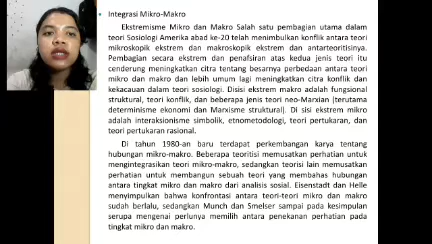 • Integrasi Mikro-Makro
Ekstremisme Mikro dan Makro Salah satu pembagian utama dalam
teori Sosiologi Amerika abad ke-20 telah menimbulkan konflik antara teori
mikroskopik ekstrem dan makroskopik ekstrem dan antarteoritisinya.
Pembagian secara ekstrem dan penafsiran atas kedua jenis teori itu
cenderung meningkatkan citra tentang besarnya perbedaan antara teori
mikro dan makro dan lebih umum lagi meningkatkan citra konflik dan
kekacauan dalam teori sosiologi. Disisi ekstrem makro adalah fungsional
struktural, teori konflik, dan beberapa jenis teori neo-Marxian (terutama
determinisme ekonomi dan Marxisme struktural). Di sisi ekstrem mikro
adalah interaksionisme simbolik, etnometodologi, teori pertukaran, dan
teori pertukaran rasional.
Di tahun 1980-an baru terdapat perkembangan karya tentang
hubungan mikro-makro. Beberapa teoritisi memusatkan perhatian untuk
mengintegrasikan teori mikro-makro, sedangkan teorisi lain memusatkan
perhatian untuk membangun sebuah teori yang membahas hubungan
antara tingkat mikro dan makro dari analisis sosial. Eisenstadt dan Helle
menyimpulkan bahwa konfrontasi antara teori-teori mikro dan makro
sudah berlalu, sedangkan Munch dan Smelser sampai pada kesimpulan
serupa mengenai perlunya memilih antara penekanan perhatian pada
tingkat mikro dan makro.